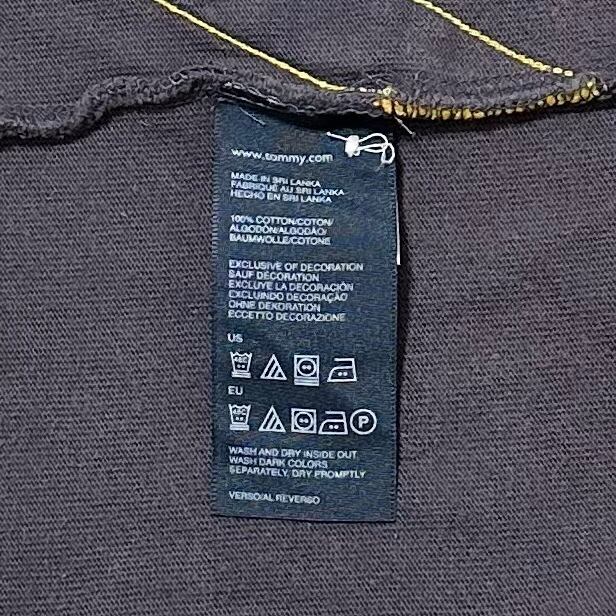 www.tommy.com
MADE IN SRI LANKA
FABRIQUE AU SRI LANKA
HECHO EN SRI LANKA
100% COTTON/COTON/
ALGODÓN/ALGODÃO/
BAUMWOLLE/COTONE
EXCLUSIVE OF DECORATION
SAUF DÉCORATION
EXCLUYE LA DECORACIÓN
EXCLUINDO DECORAÇÃO
OHNE DEKORATION
ECCETTO DECORAZIONE
US
EU
P
WASH AND DRY INSIDE OUT
WASH DARK COLORS
SEPARATELY, DRY PROMPTLY
VERSO/AL REVERSO